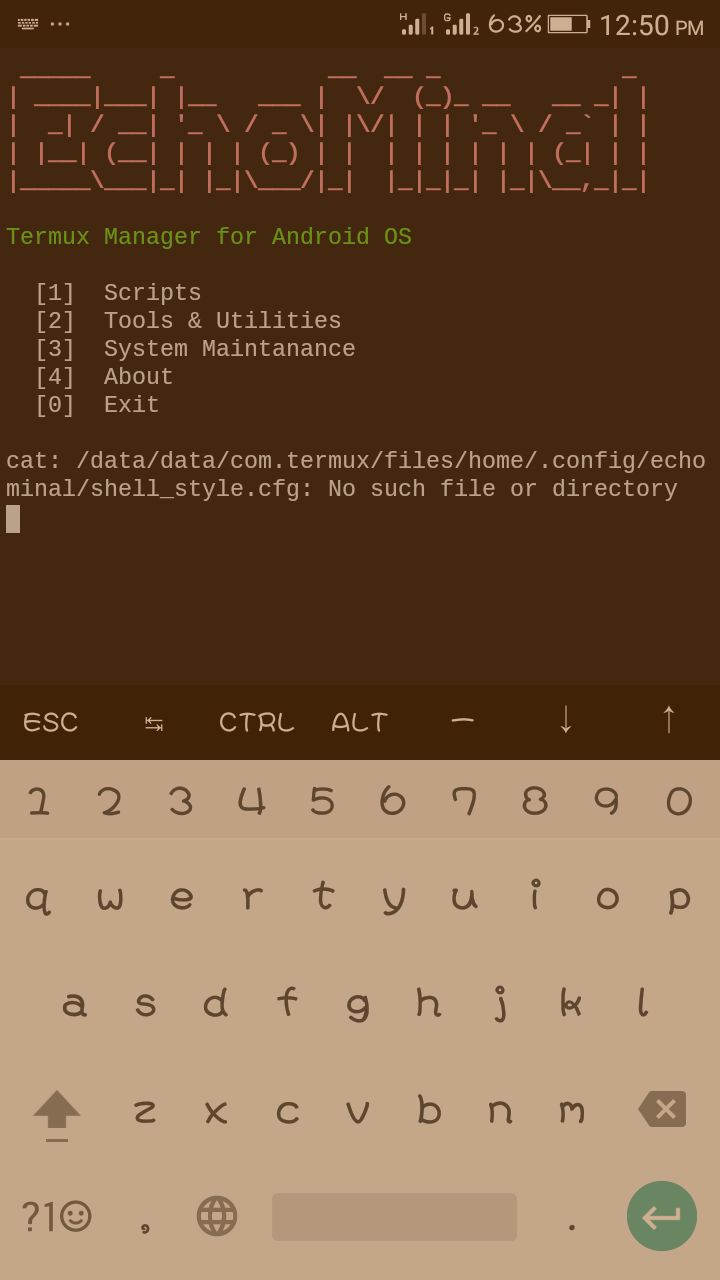 H 1 G 2 63% 12:50 PM
EchoMinal
Termux Manager for Android OS
[1] Scripts
[2] Tools & Utilities
[3] System Maintanance
[4] About
[0] Exit
cat: /data/data/com.termux/files/home/.config/echo
minal/shell_style.cfg: No such file or directory
ESC ↹ CTRL ALT — ↓ ↑
1 2 3 4 5 6 7 8 9 0
q w e r t y u i o p
a s d f g h j k l
z x c v b n m
?1☺ , .